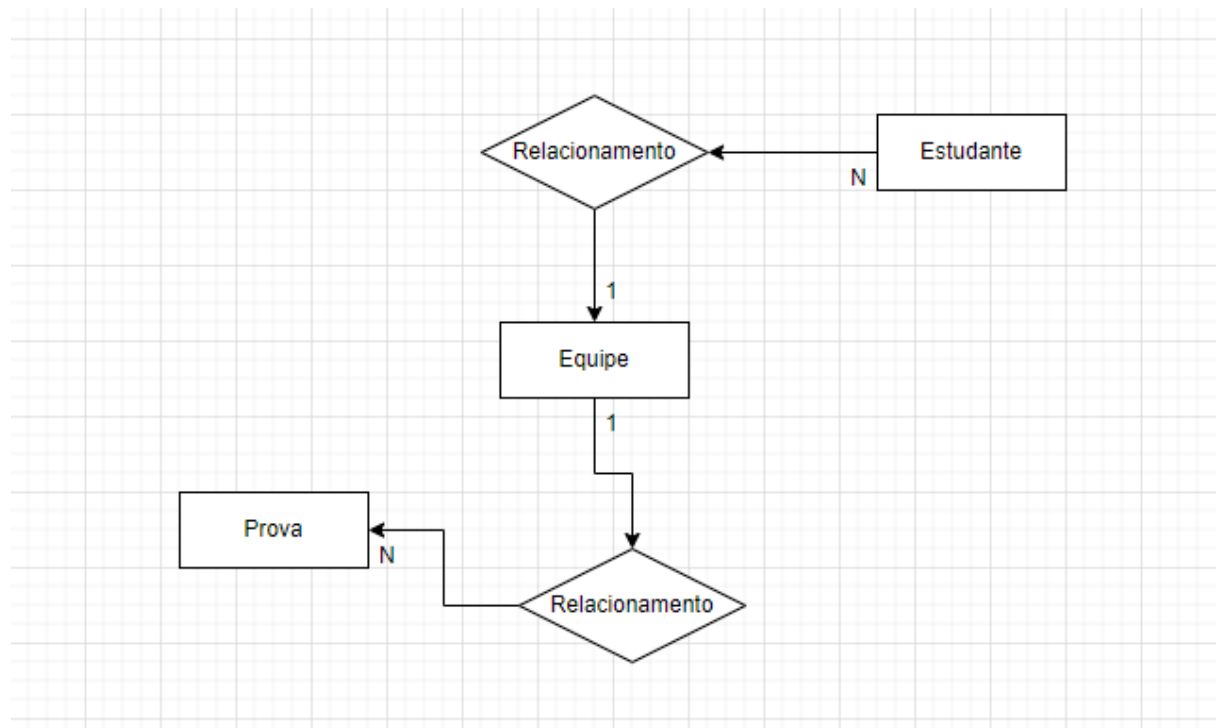 Relacionamento
Estudante
N
1
Equipe
1
Prova
N
Relacionamento